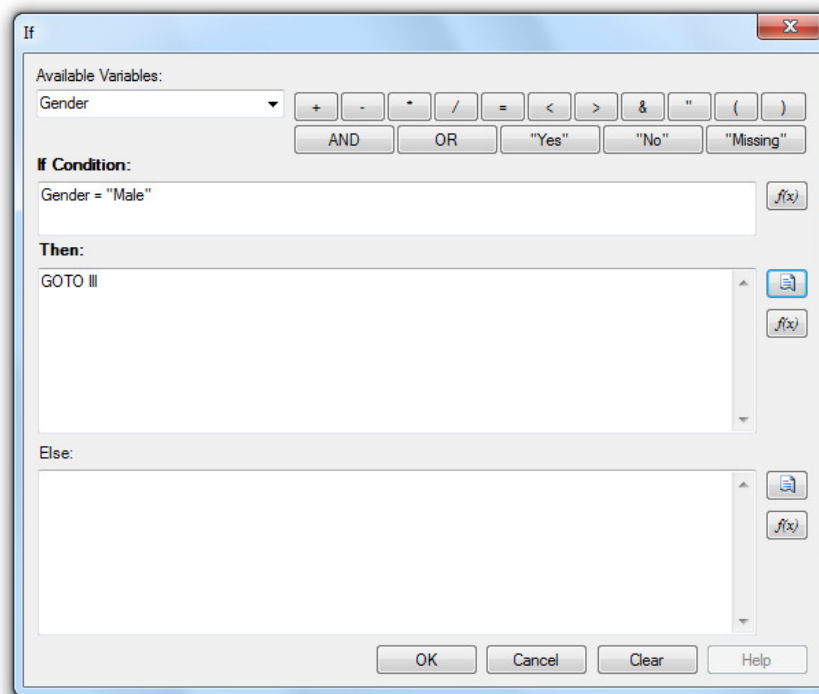 If
Available Variables:
Gender
+ - * / = < > & " ( )
AND OR "Yes" "No" "Missing"
If Condition:
Gender = "Male"
f(x)
Then:
GOTO III
f(x)
Else:
f(x)
OK Cancel Clear Help